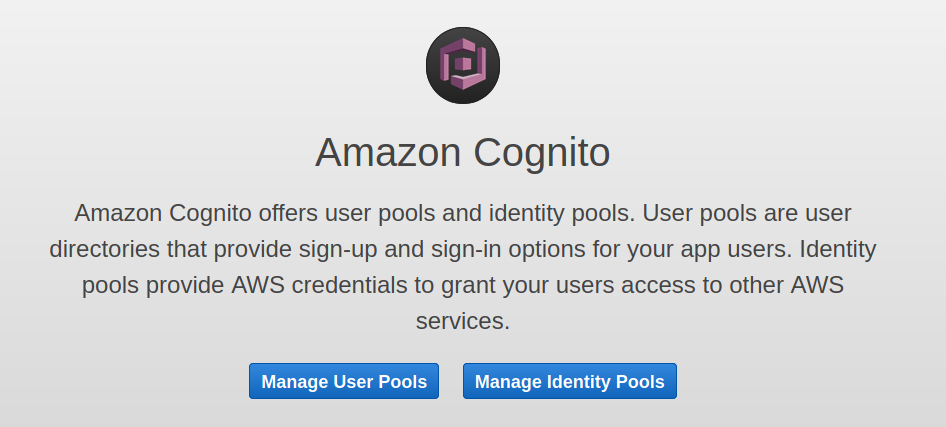 Amazon Cognito
Amazon Cognito offers user pools and identity pools. User pools are user
directories that provide sign-up and sign-in options for your app users. Identity
pools provide AWS credentials to grant your users access to other AWS
services.
Manage User Pools
Manage Identity Pools